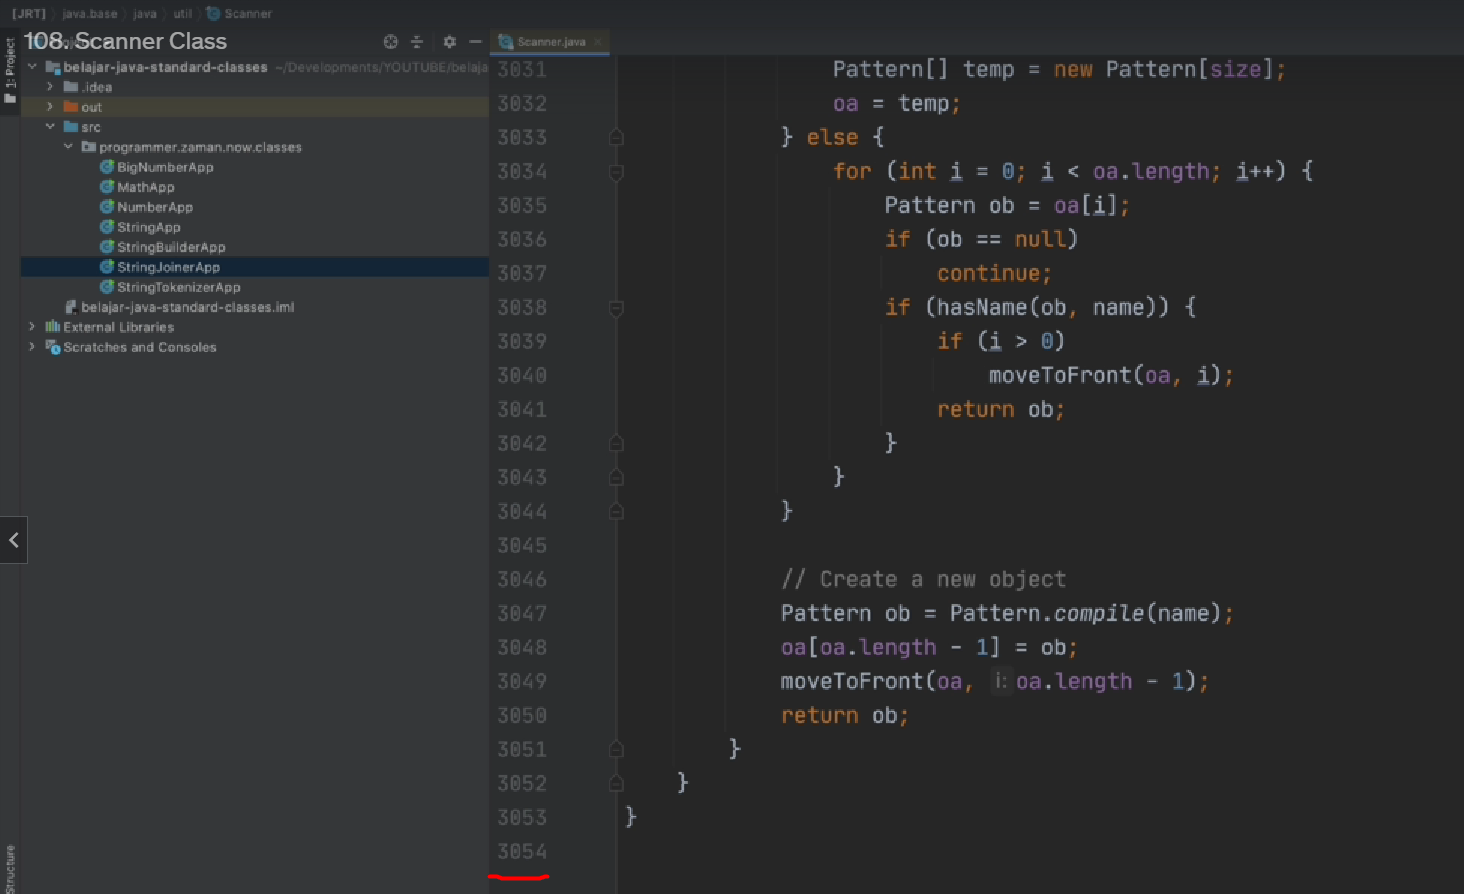 [JRT] java.base java util Scanner
108. Scanner Class
Scanner.java
1: Project
belajar-java-standard-classes ~/Developments/YOUTUBE/belaja
.idea
out
src
programmer.zaman.now.classes
BigNumberApp
MathApp
NumberApp
StringApp
StringBuilderApp
StringJoinerApp
StringTokenizerApp
belajar-java-standard-classes.iml
External Libraries
Scratches and Consoles
Structure
3031 Pattern[] temp = new Pattern[size];
3032 oa = temp;
3033 } else {
3034 for (int i = 0; i < oa.length; i++) {
3035 Pattern ob = oa[i];
3036 if (ob == null)
3037 continue;
3038 if (hasName(ob, name)) {
3039 if (i > 0)
3040 moveToFront(oa, i);
3041 return ob;
3042 }
3043 }
3044 }
3045
3046 // Create a new object
3047 Pattern ob = Pattern.compile(name);
3048 oa[oa.length - 1] = ob;
3049 moveToFront(oa, i: oa.length - 1);
3050 return ob;
3051 }
3052 }
3053 }
3054